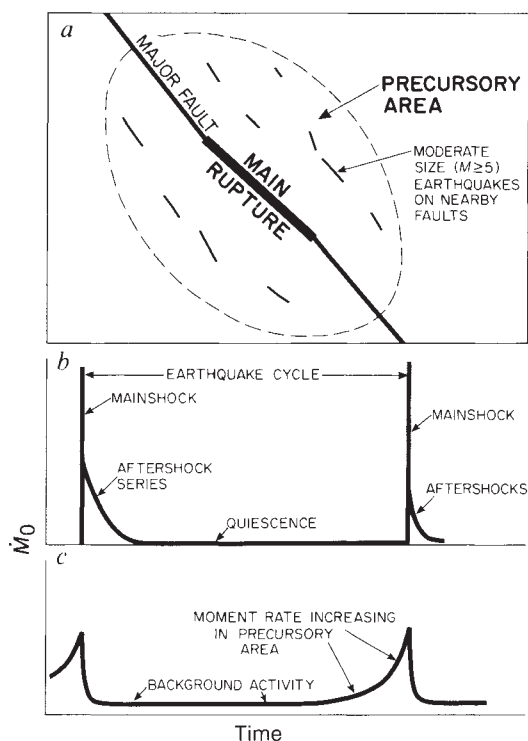 a
MAJOR FAULT
MAIN
RUPTURE
PRECURSORY
AREA
MODERATE
SIZE (M≥5)
EARTHQUAKES
ON NEARBY
FAULTS
b
EARTHQUAKE CYCLE
MAINSHOCK
AFTERSHOCK
SERIES
QUIESCENCE
MAINSHOCK
AFTERSHOCKS
Ṁ0
c
MOMENT RATE INCREASING
IN PRECURSORY
AREA
BACKGROUND ACTIVITY
Time